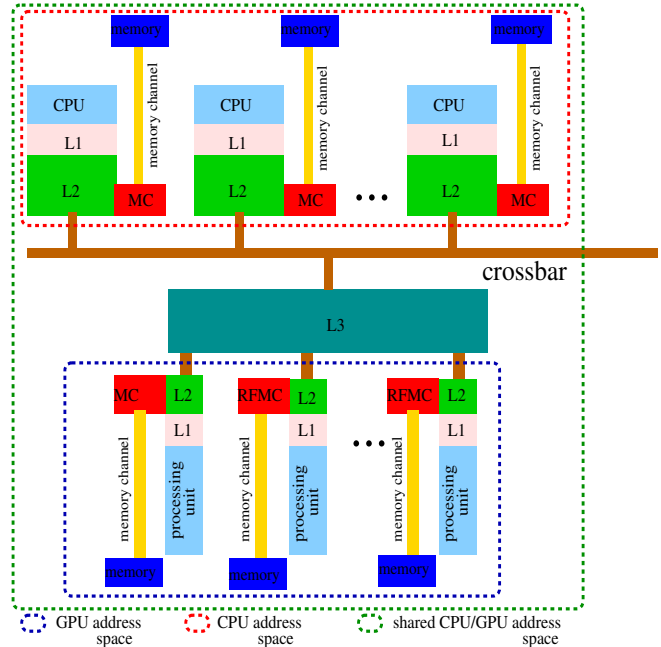 memory memory memory
memory channel memory channel memory channel
CPU CPU CPU
L1 L1 L1
L2 MC L2 MC ... L2 MC
crossbar
L3
MC L2 RFMC L2 RFMC L2
L1 L1 ... L1
memory channel memory channel memory channel
processing unit processing unit processing unit
memory memory memory
GPU address CPU address shared CPU/GPU address
space space space